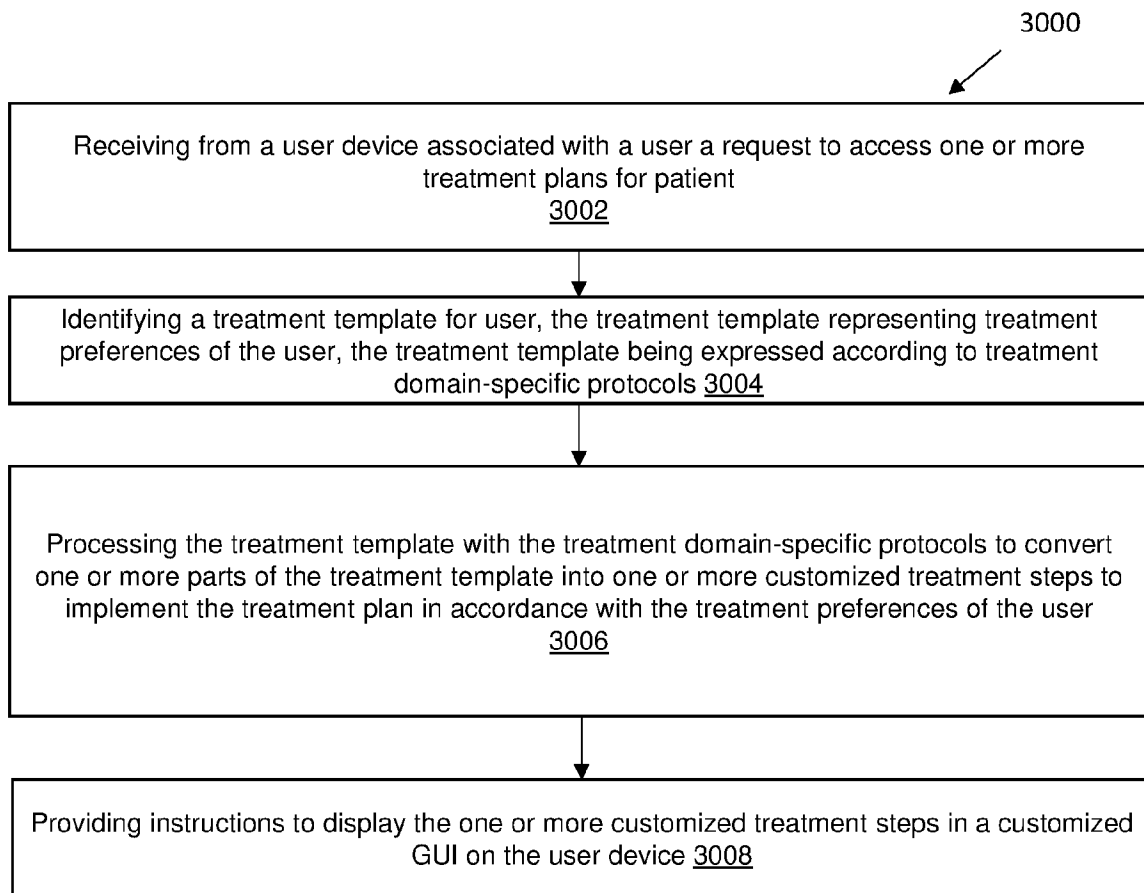 3000
Receiving from a user device associated with a user a request to access one or more
treatment plans for patient
3002
Identifying a treatment template for user, the treatment template representing treatment
preferences of the user, the treatment template being expressed according to treatment
domain-specific protocols 3004
Processing the treatment template with the treatment domain-specific protocols to convert
one or more parts of the treatment template into one or more customized treatment steps to
implement the treatment plan in accordance with the treatment preferences of the user
3006
Providing instructions to display the one or more customized treatment steps in a customized
GUI on the user device 3008